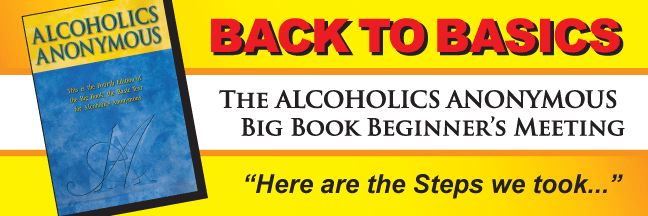 ALCOHOLICS
ANONYMOUS
This is the Fourth Edition of
the Big Book, the Basic Text
for Alcoholics Anonymous
AA
BACK TO BASICS
THE ALCOHOLICS ANONYMOUS
BIG BOOK BEGINNER'S MEETING
“Here are the Steps we took...”